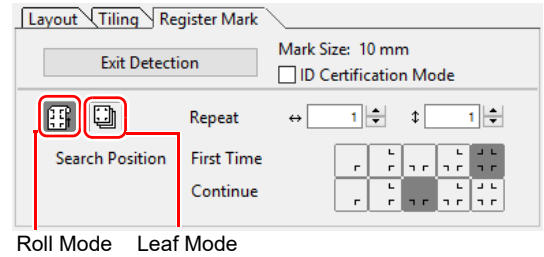 Layout Tiling Register Mark
Exit Detection
Mark Size: 10 mm
ID Certification Mode
Repeat 1 1
Search Position First Time
Continue
Roll Mode Leaf Mode